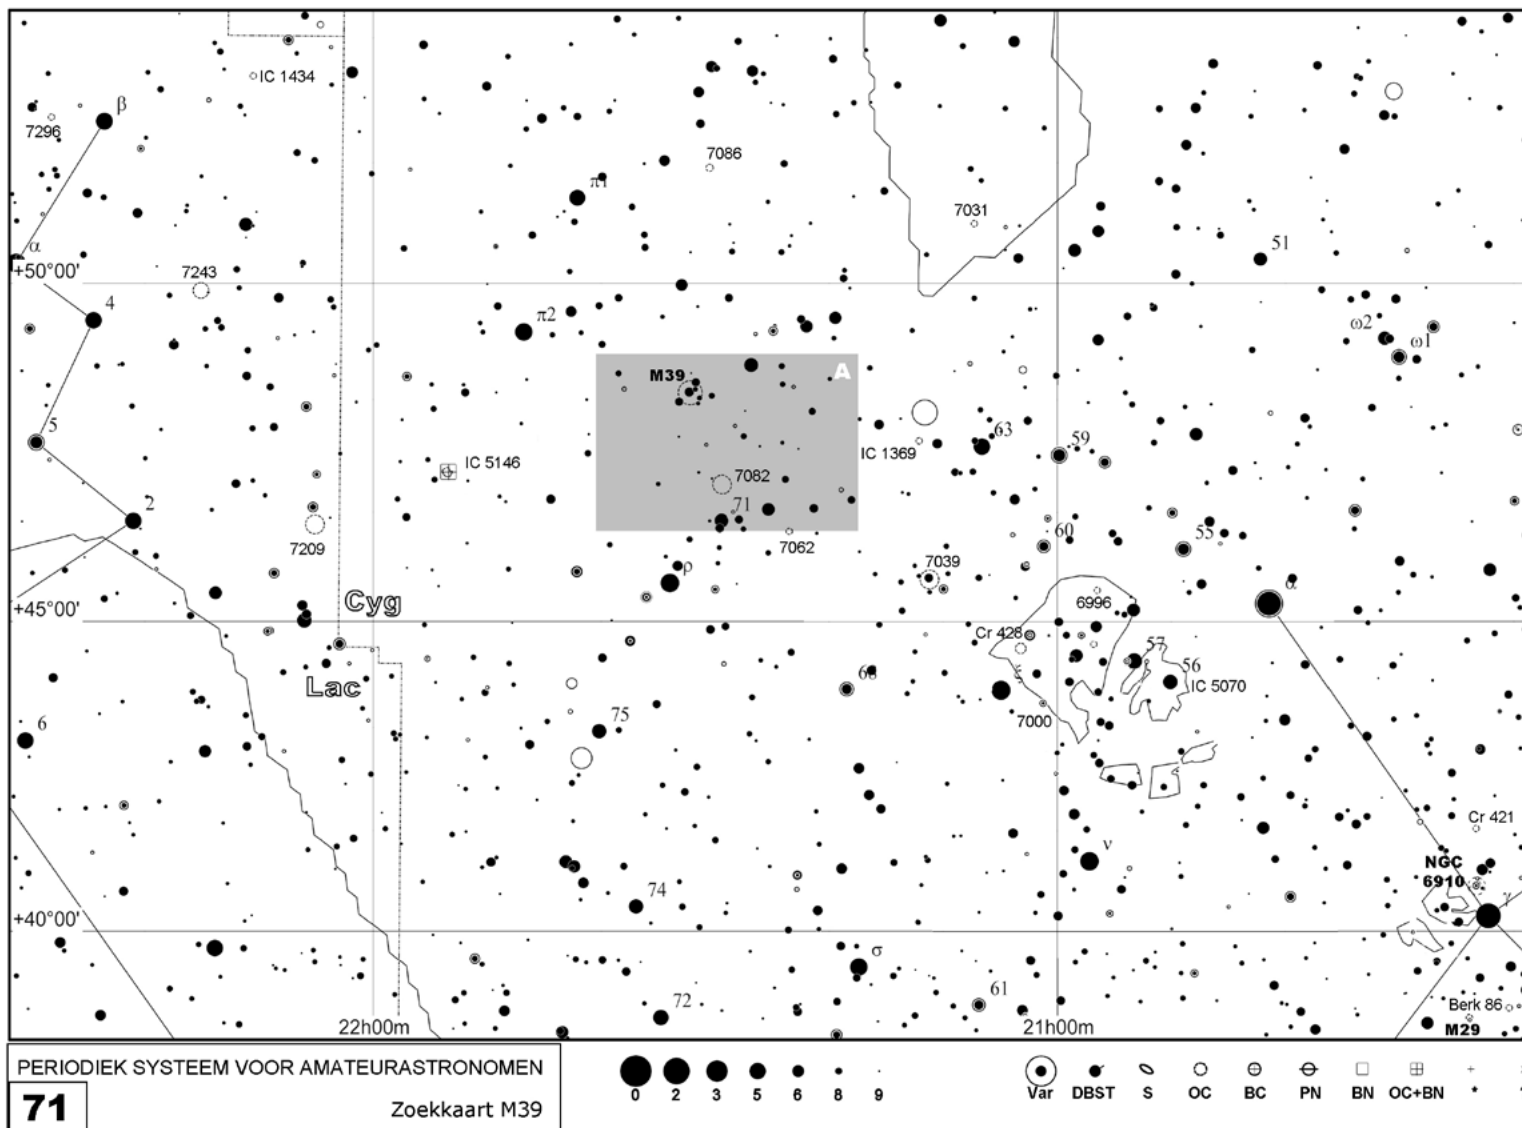 IC 1434
β
7296
7086
π1
7031
α
51
+50°00'
7243
4
π2
ω2
ω1
M39
A
5
63
59
IC 1369
IC 5146
7082
2
71
60
55
7209
7062
7039
ρ
α
Cyg
6996
+45°00'
Cr 428
57
56
ξ
IC 5070
Lac
68
7000
6
75
Cr 421
ν
NGC
6910
74
γ
+40°00'
σ
61
Berk 86
72
22h00m
21h00m
M29
PERIODIEK SYSTEEM VOOR AMATEURASTRONOMEN
71
Zoekkaart M39
0 2 3 5 6 8 9
Var DBST S OC BC PN BN OC+BN *